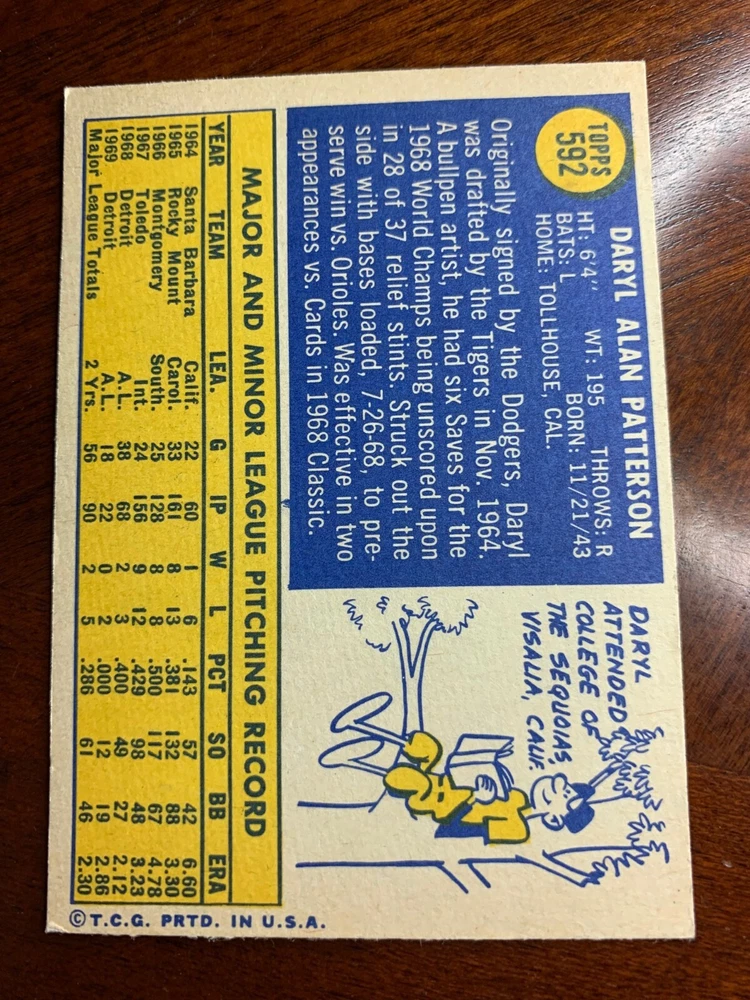 TOPPS
592
DARYL ALAN PATTERSON
HT: 6'4" WT: 195 THROWS: R
BATS: L BORN: 11/21/43
HOME: TOLLHOUSE, CAL.
Originally signed by the Dodgers, Daryl
was drafted by the Tigers in Nov. 1964.
A bullpen artist, he had six Saves for the
1968 World Champs being unscored upon
in 28 of 37 relief stints. Struck out the
side with bases loaded, 7-26-68, to pre-
serve win vs. Orioles. Was effective in two
appearances vs. Cards in 1968 Classic.
DARYL
ATTENDED
COLLEGE OF
THE SEQUOIAS,
VISALIA, CALIF.
MAJOR AND MINOR LEAGUE PITCHING RECORD
YEAR TEAM LEA. G IP W L PCT SO BB ERA
1964 Santa Barbara Calif. 22 60 1 6 .143 57 42 6.60
1965 Rocky Mount Carol. 33 161 8 13 .381 132 88 3.30
1966 Montgomery South. 25 128 8 8 .500 117 67 4.78
1967 Toledo Int. 24 156 9 12 .429 98 48 3.23
1968 Detroit A.L. 38 68 2 3 .400 49 27 2.12
1969 Detroit A.L. 18 22 0 2 .000 12 19 2.86
Major League Totals 2 Yrs. 56 90 2 5 .286 61 46 2.30
© T.C.G. PRTD. IN U.S.A.